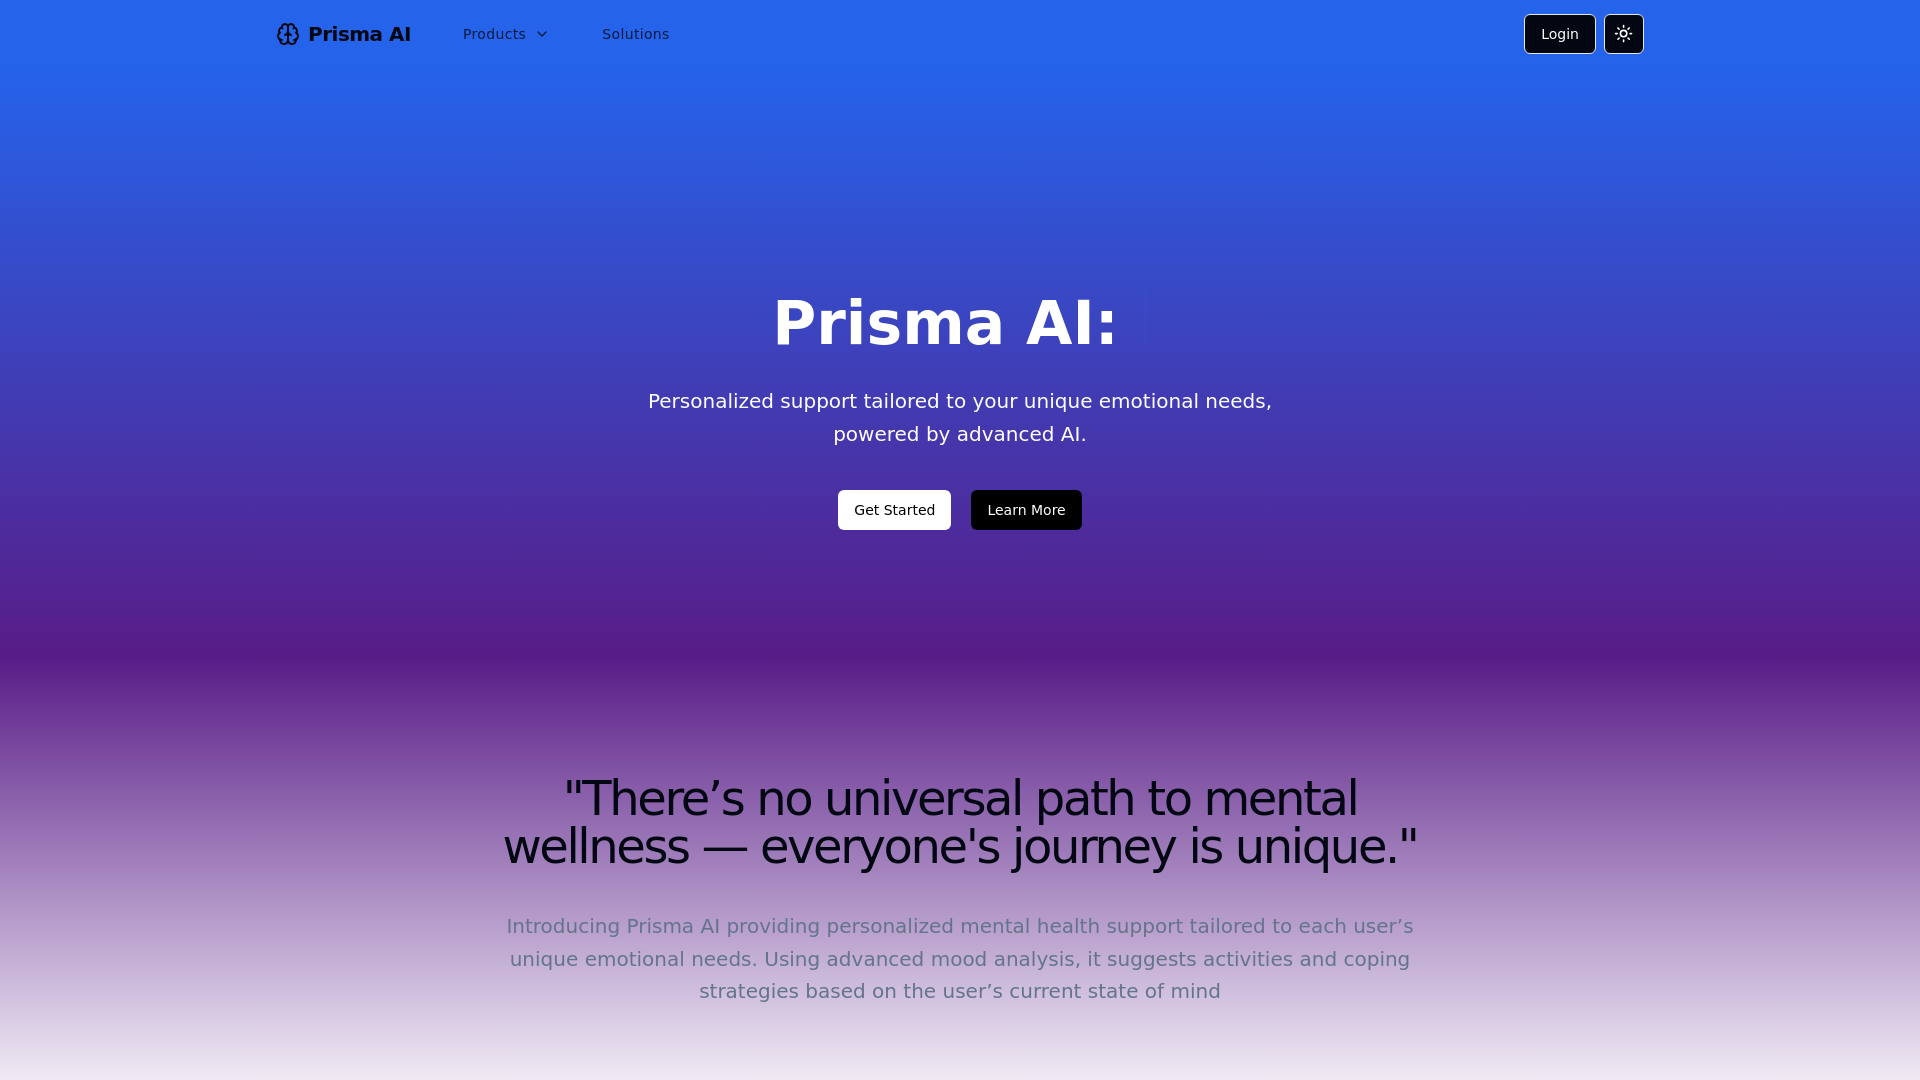 Prisma AI
Products
Solutions
Login
Prisma AI:
Personalized support tailored to your unique emotional needs,
powered by advanced AI.
Get Started
Learn More
"There’s no universal path to mental
wellness — everyone's journey is unique."
Introducing Prisma AI providing personalized mental health support tailored to each user’s
unique emotional needs. Using advanced mood analysis, it suggests activities and coping
strategies based on the user’s current state of mind